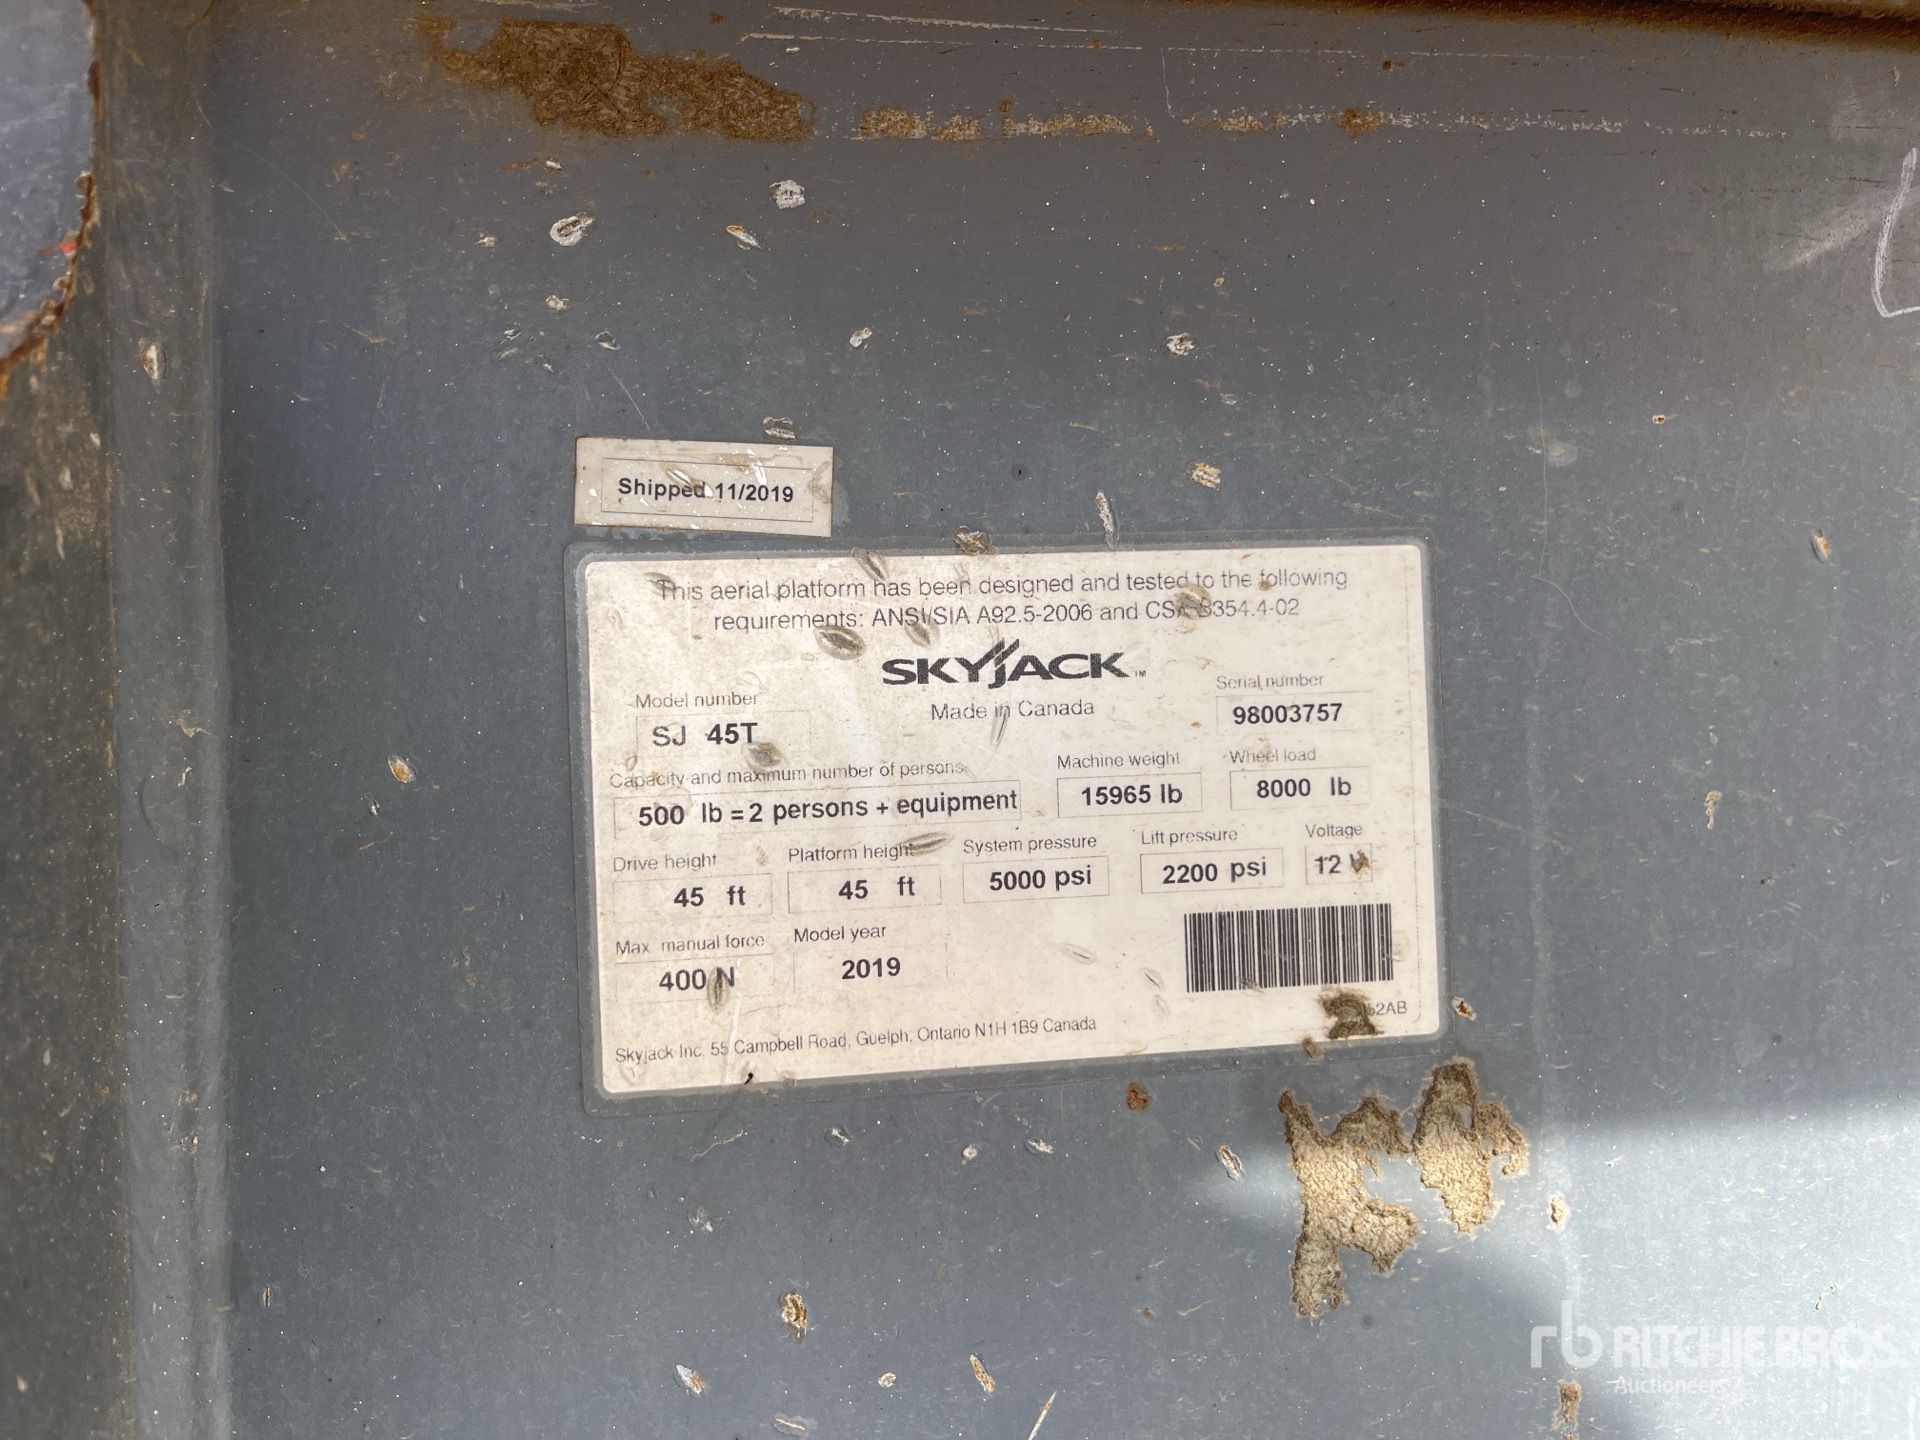 Shipped 11/2019
This aerial platform has been designed and tested to the following
requirements: ANSI/SIA A92.5-2006 and CSA B354.4-02
SKYJACK TM
Made in Canada
Model number
SJ 45T
Serial number
98003757
Capacity and maximum number of persons
500 lb = 2 persons + equipment
Machine weight
15965 lb
Wheel load
8000 lb
Drive height
45 ft
Platform height
45 ft
System pressure
5000 psi
Lift pressure
2200 psi
Voltage
12 V
Max manual force
400 N
Model year
2019
52AB
Skyjack Inc. 55 Campbell Road, Guelph, Ontario N1H 1B9 Canada
rb RITCHIE BROS.
Auctioneers